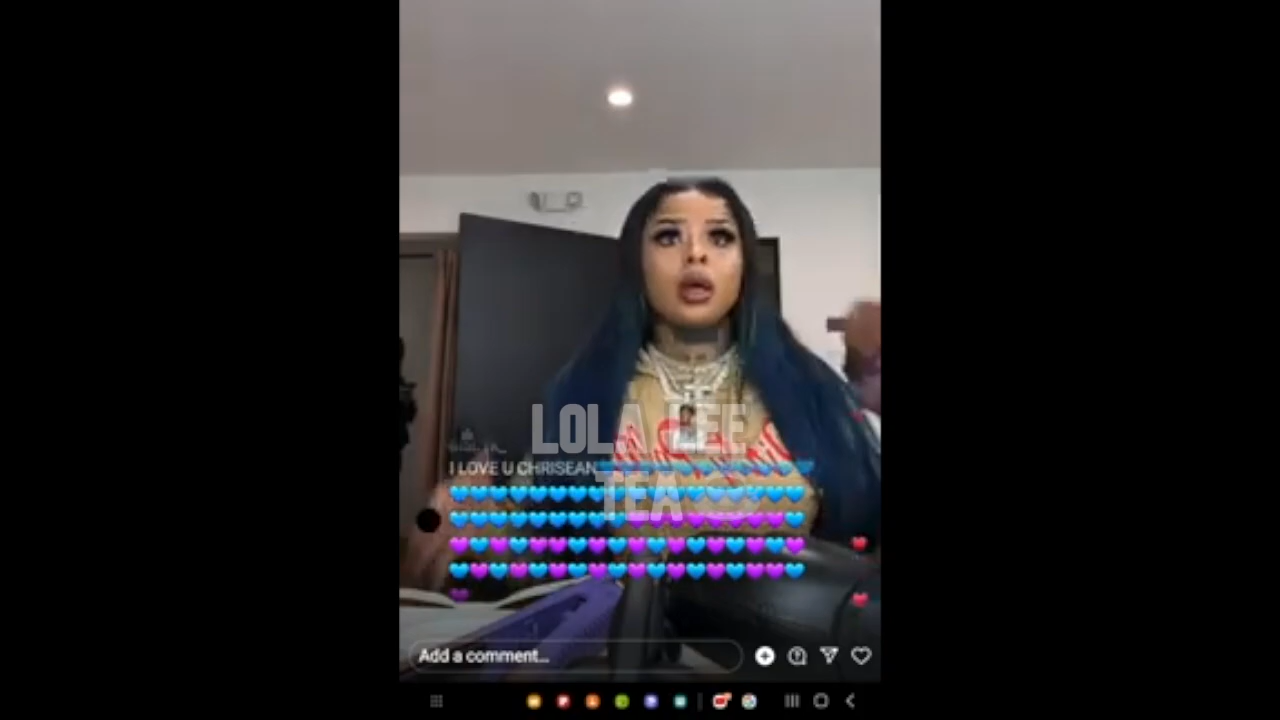 LOLA LEE
TEA
I LOVE U CHRISEAN💙💙💙💙💙💙💙💙💙💙💙
Add a comment...